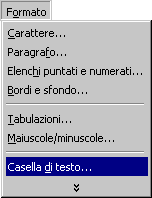 Formato
Carattere...
Paragrafo...
Elenchi puntati e numerati...
Bordi e sfondo...
Tabulazioni...
Maiuscole/minuscole...
Casella di testo...